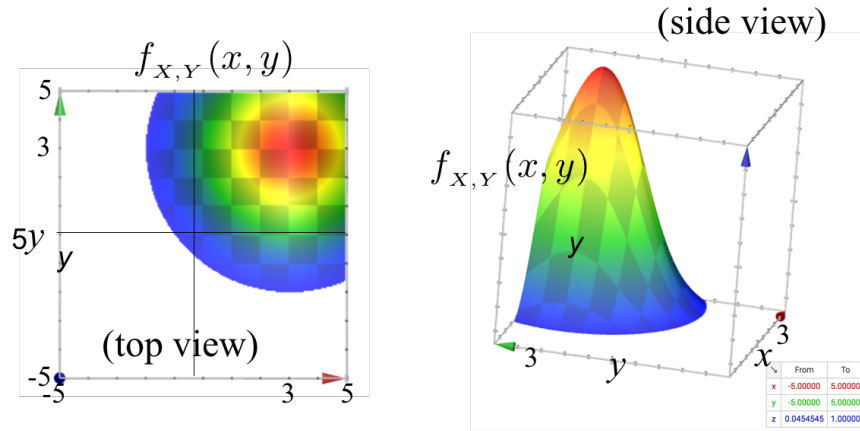 (side view)
f_{X,Y}(x, y)
5
3
5y
y
(top view)
-5
-5
3
5
f_{X,Y}(x, y)
y
3
y
x
3
From To
x -5.00000 5.00000
y -5.00000 5.00000
z 0.0454545 1.00000